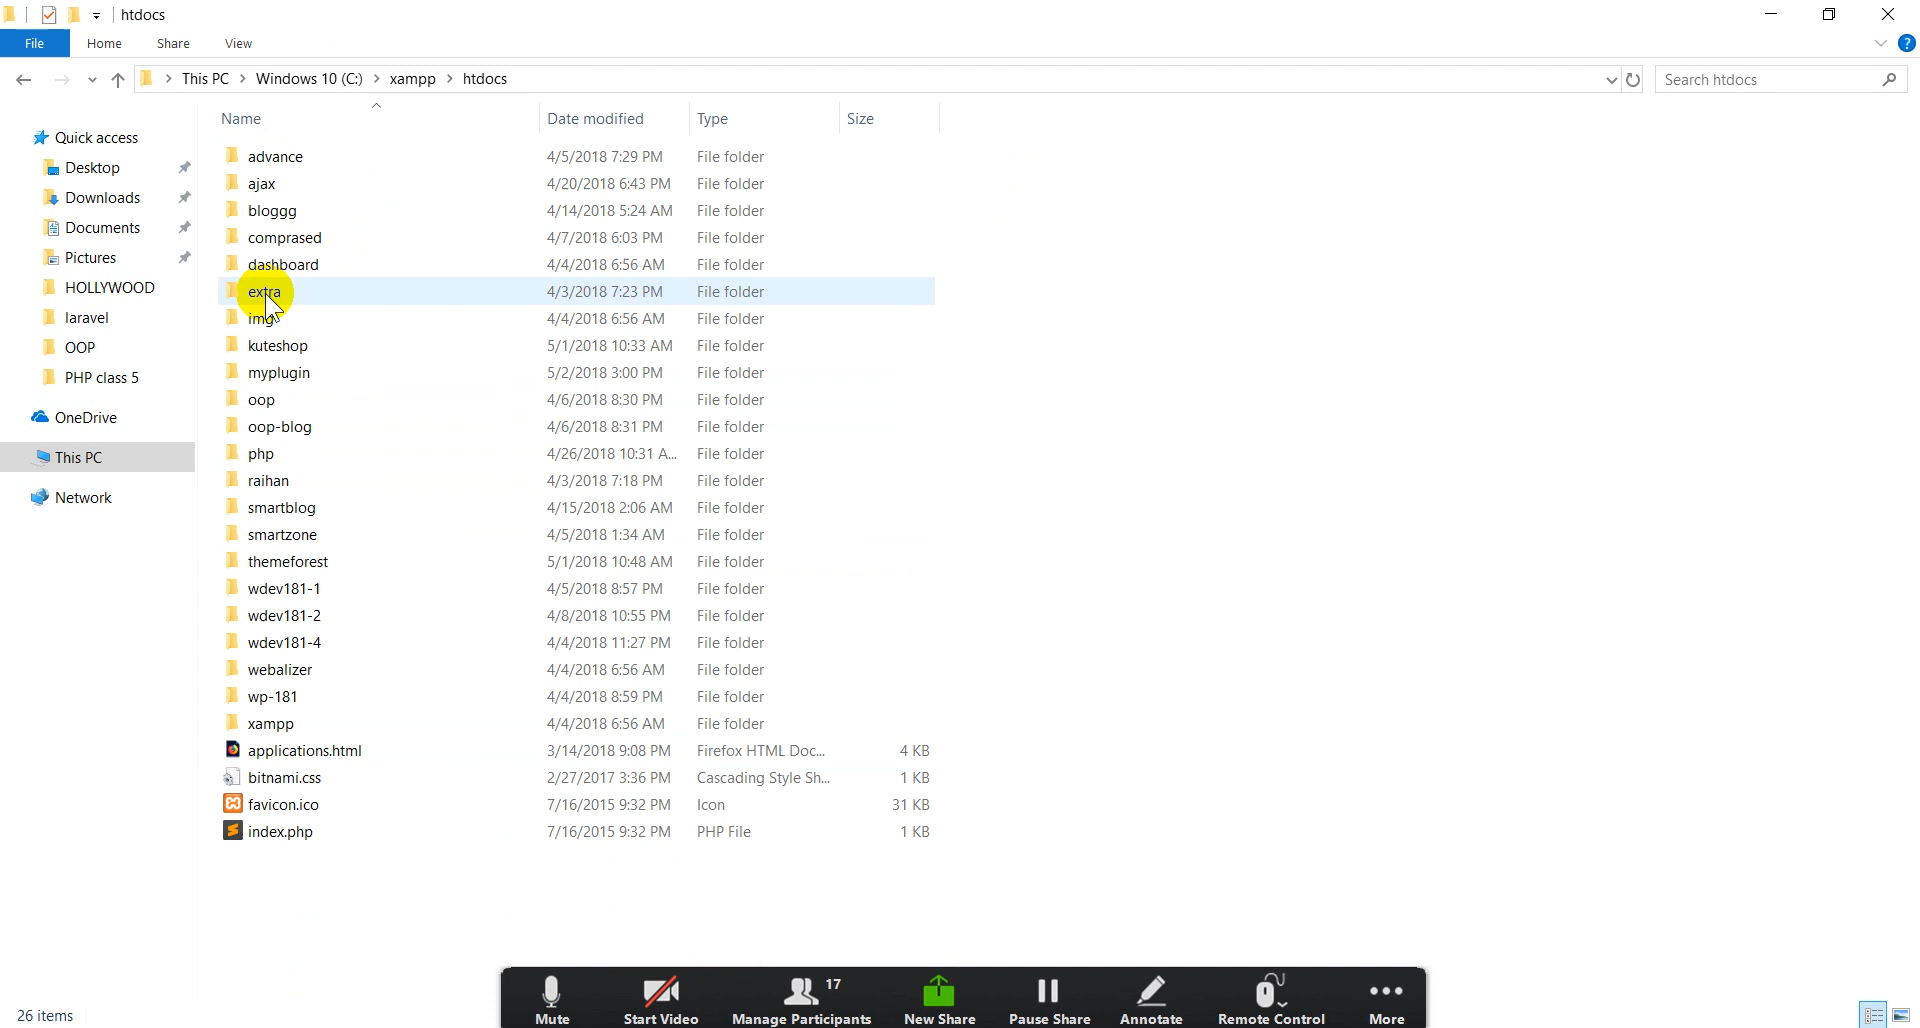 htdocs
File Home Share View
This PC Windows 10 (C:) xampp htdocs Search htdocs
Name Date modified Type Size
Quick access
Desktop
Downloads
Documents
Pictures
HOLLYWOOD
laravel
OOP
PHP class 5
OneDrive
This PC
Network
advance 4/5/2018 7:29 PM File folder
ajax 4/20/2018 6:43 PM File folder
bloggg 4/14/2018 5:24 AM File folder
comprased 4/7/2018 6:03 PM File folder
dashboard 4/4/2018 6:56 AM File folder
extra 4/3/2018 7:23 PM File folder
img 4/4/2018 6:56 AM File folder
kuteshop 5/1/2018 10:33 AM File folder
myplugin 5/2/2018 3:00 PM File folder
oop 4/6/2018 8:30 PM File folder
oop-blog 4/6/2018 8:31 PM File folder
php 4/26/2018 10:31 A... File folder
raihan 4/3/2018 7:18 PM File folder
smartblog 4/15/2018 2:06 AM File folder
smartzone 4/5/2018 1:34 AM File folder
themeforest 5/1/2018 10:48 AM File folder
wdev181-1 4/5/2018 8:57 PM File folder
wdev181-2 4/8/2018 10:55 PM File folder
wdev181-4 4/4/2018 11:27 PM File folder
webalizer 4/4/2018 6:56 AM File folder
wp-181 4/4/2018 8:59 PM File folder
xampp 4/4/2018 6:56 AM File folder
applications.html 3/14/2018 9:08 PM Firefox HTML Doc... 4 KB
bitnami.css 2/27/2017 3:36 PM Cascading Style Sh... 1 KB
favicon.ico 7/16/2015 9:32 PM Icon 31 KB
index.php 7/16/2015 9:32 PM PHP File 1 KB
17
Mute Start Video Manage Participants New Share Pause Share Annotate Remote Control More
26 items